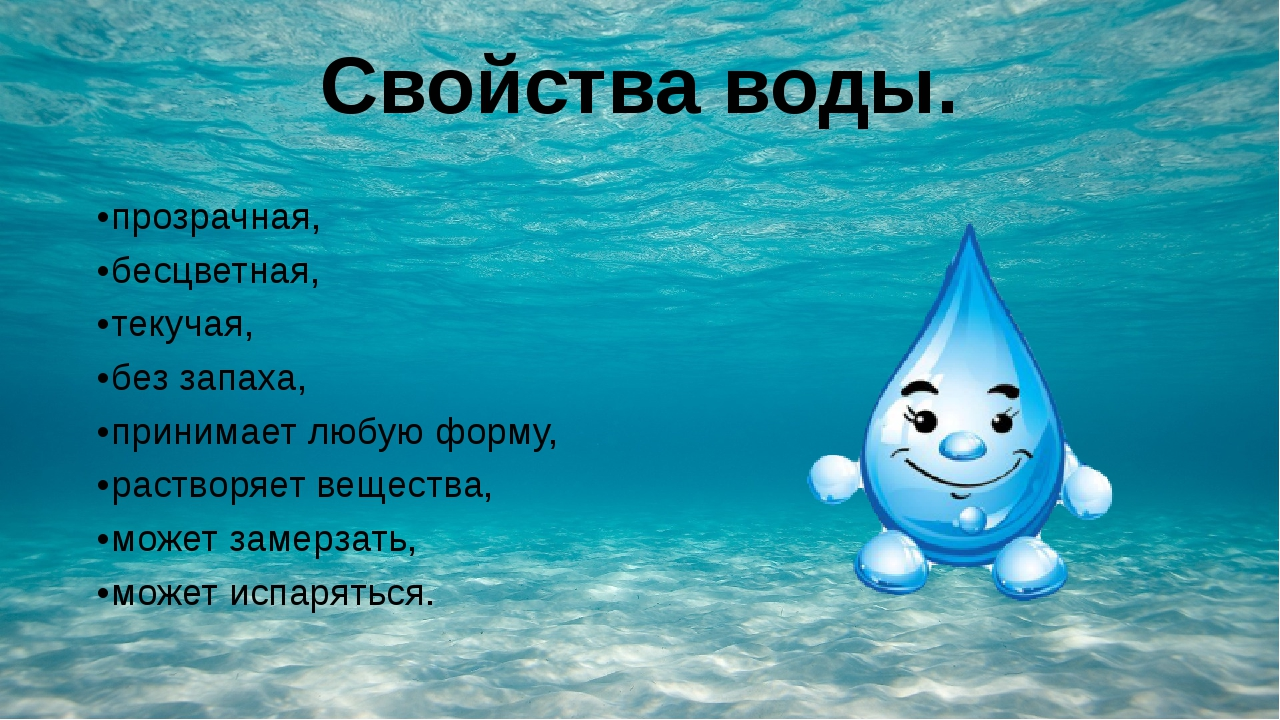 Свойства воды.
•прозрачная,
•бесцветная,
•текучая,
•без запаха,
•принимает любую форму,
•растворяет вещества,
•может замерзать,
•может испаряться.